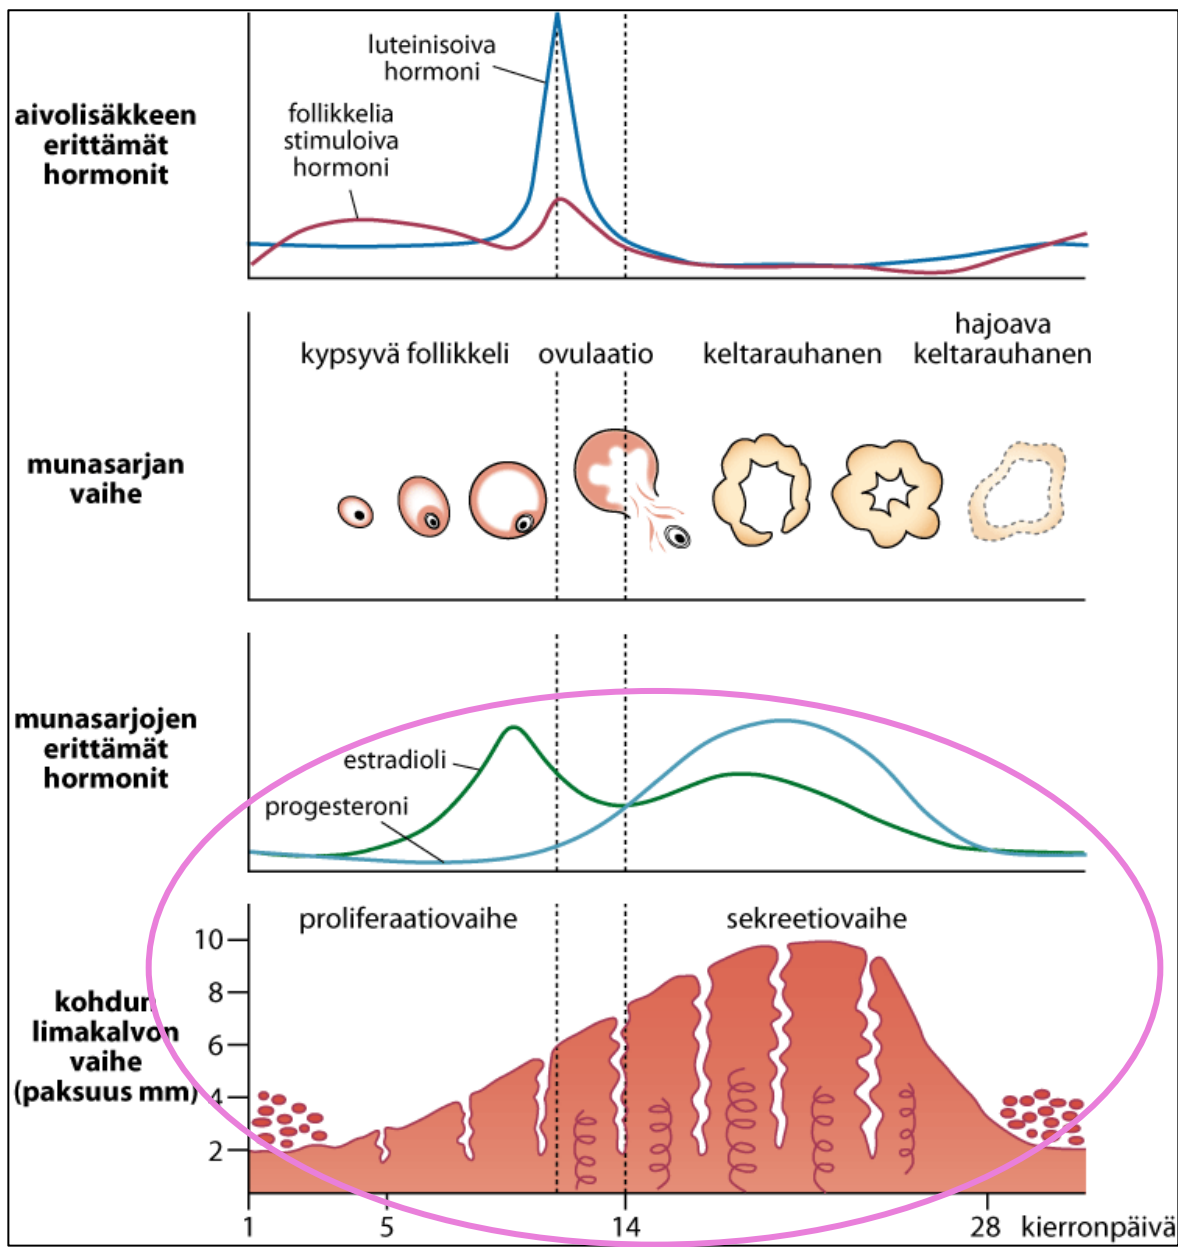 aivolisäkkeen
erittämät
hormonit
luteinisoiva
hormoni
follikkelia
stimuloiva
hormoni
munasarjan
vaihe
kypsyvä follikkeli
ovulaatio
keltarauhanen
hajoava
keltarauhanen
munasarjojen
erittämät
hormonit
estradioli
progesteroni
kohdun
limakalvon
vaihe
(paksuus mm)
proliferaatiovaihe
sekreetiovaihe
10
8
6
4
2
1 5 14 28 kierronpäivä